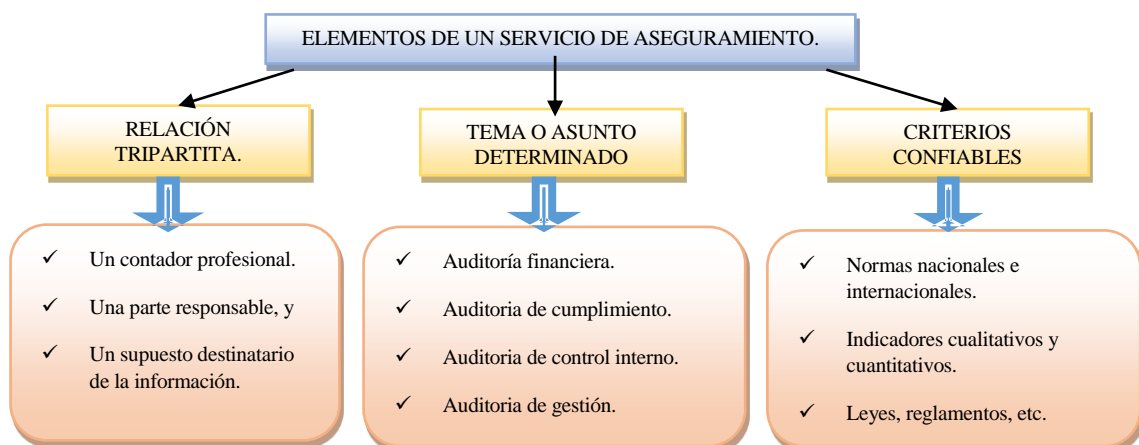 ELEMENTOS DE UN SERVICIO DE ASEGURAMIENTO.
RELACIÓN
TRIPARTITA.
✓ Un contador profesional.
✓ Una parte responsable, y
✓ Un supuesto destinatario
de la información.
TEMA O ASUNTO
DETERMINADO
✓ Auditoría financiera.
✓ Auditoria de cumplimiento.
✓ Auditoria de control interno.
✓ Auditoria de gestión.
CRITERIOS
CONFIABLES
✓ Normas nacionales e
internacionales.
✓ Indicadores cualitativos y
cuantitativos.
✓ Leyes, reglamentos, etc.